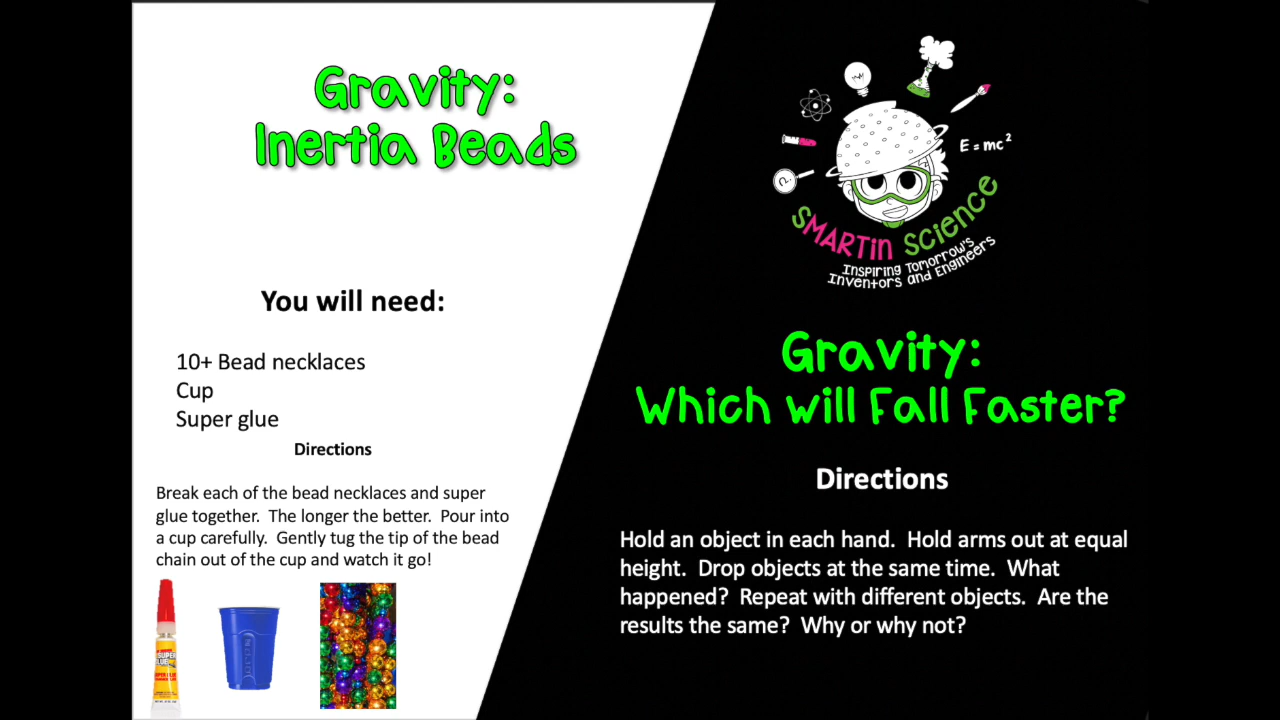 Gravity:
Inertia Beads
You will need:
10+ Bead necklaces
Cup
Super glue
Directions
Break each of the bead necklaces and super
glue together.  The longer the better.  Pour into
a cup carefully.  Gently tug the tip of the bead
chain out of the cup and watch it go!
E = mc²
SMARTin Science
Inspiring Tomorrow's
Inventors and Engineers
Gravity:
Which will Fall Faster?
Directions
Hold an object in each hand.  Hold arms out at equal
height.  Drop objects at the same time.  What
happened?  Repeat with different objects.  Are the
results the same?  Why or why not?